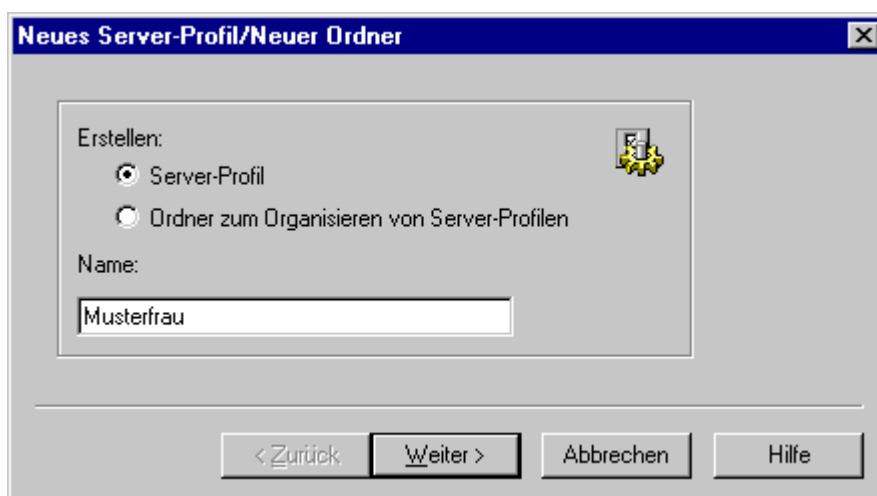 Neues Server-Profil/Neuer Ordner
Erstellen:
Server-Profil
Ordner zum Organisieren von Server-Profilen
Name:
Musterfrau
< Zurück
Weiter >
Abbrechen
Hilfe